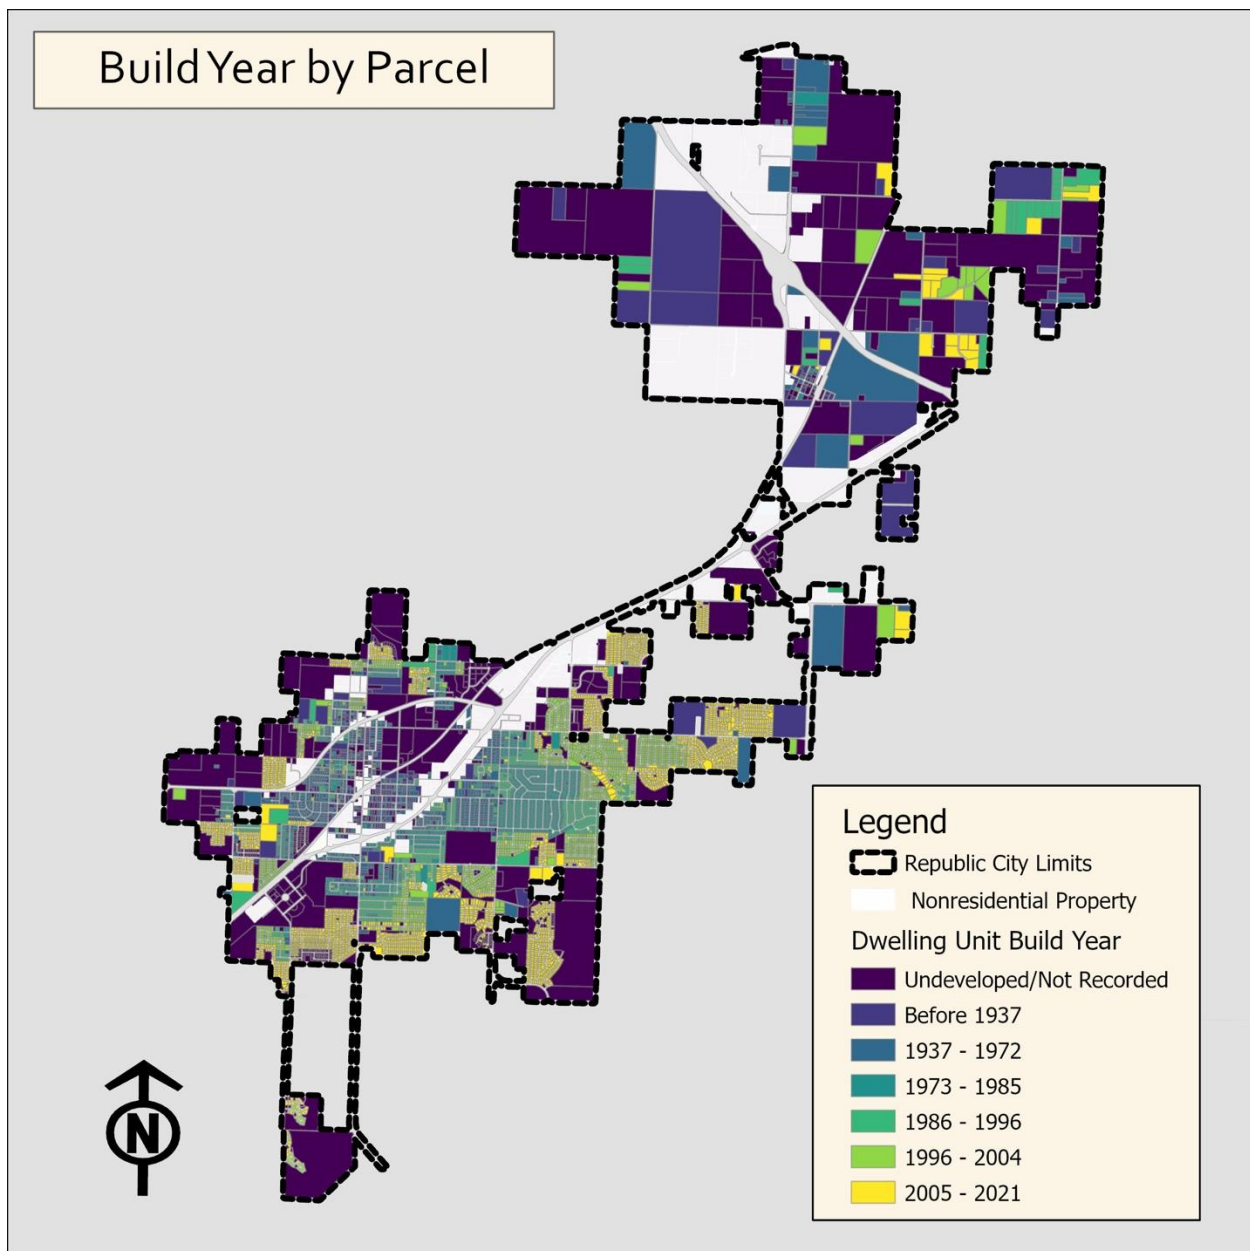 Build Year by Parcel
Legend
Republic City Limits
Nonresidential Property
Dwelling Unit Build Year
Undeveloped/Not Recorded
Before 1937
1937 - 1972
1973 - 1985
1986 - 1996
1996 - 2004
2005 - 2021
N